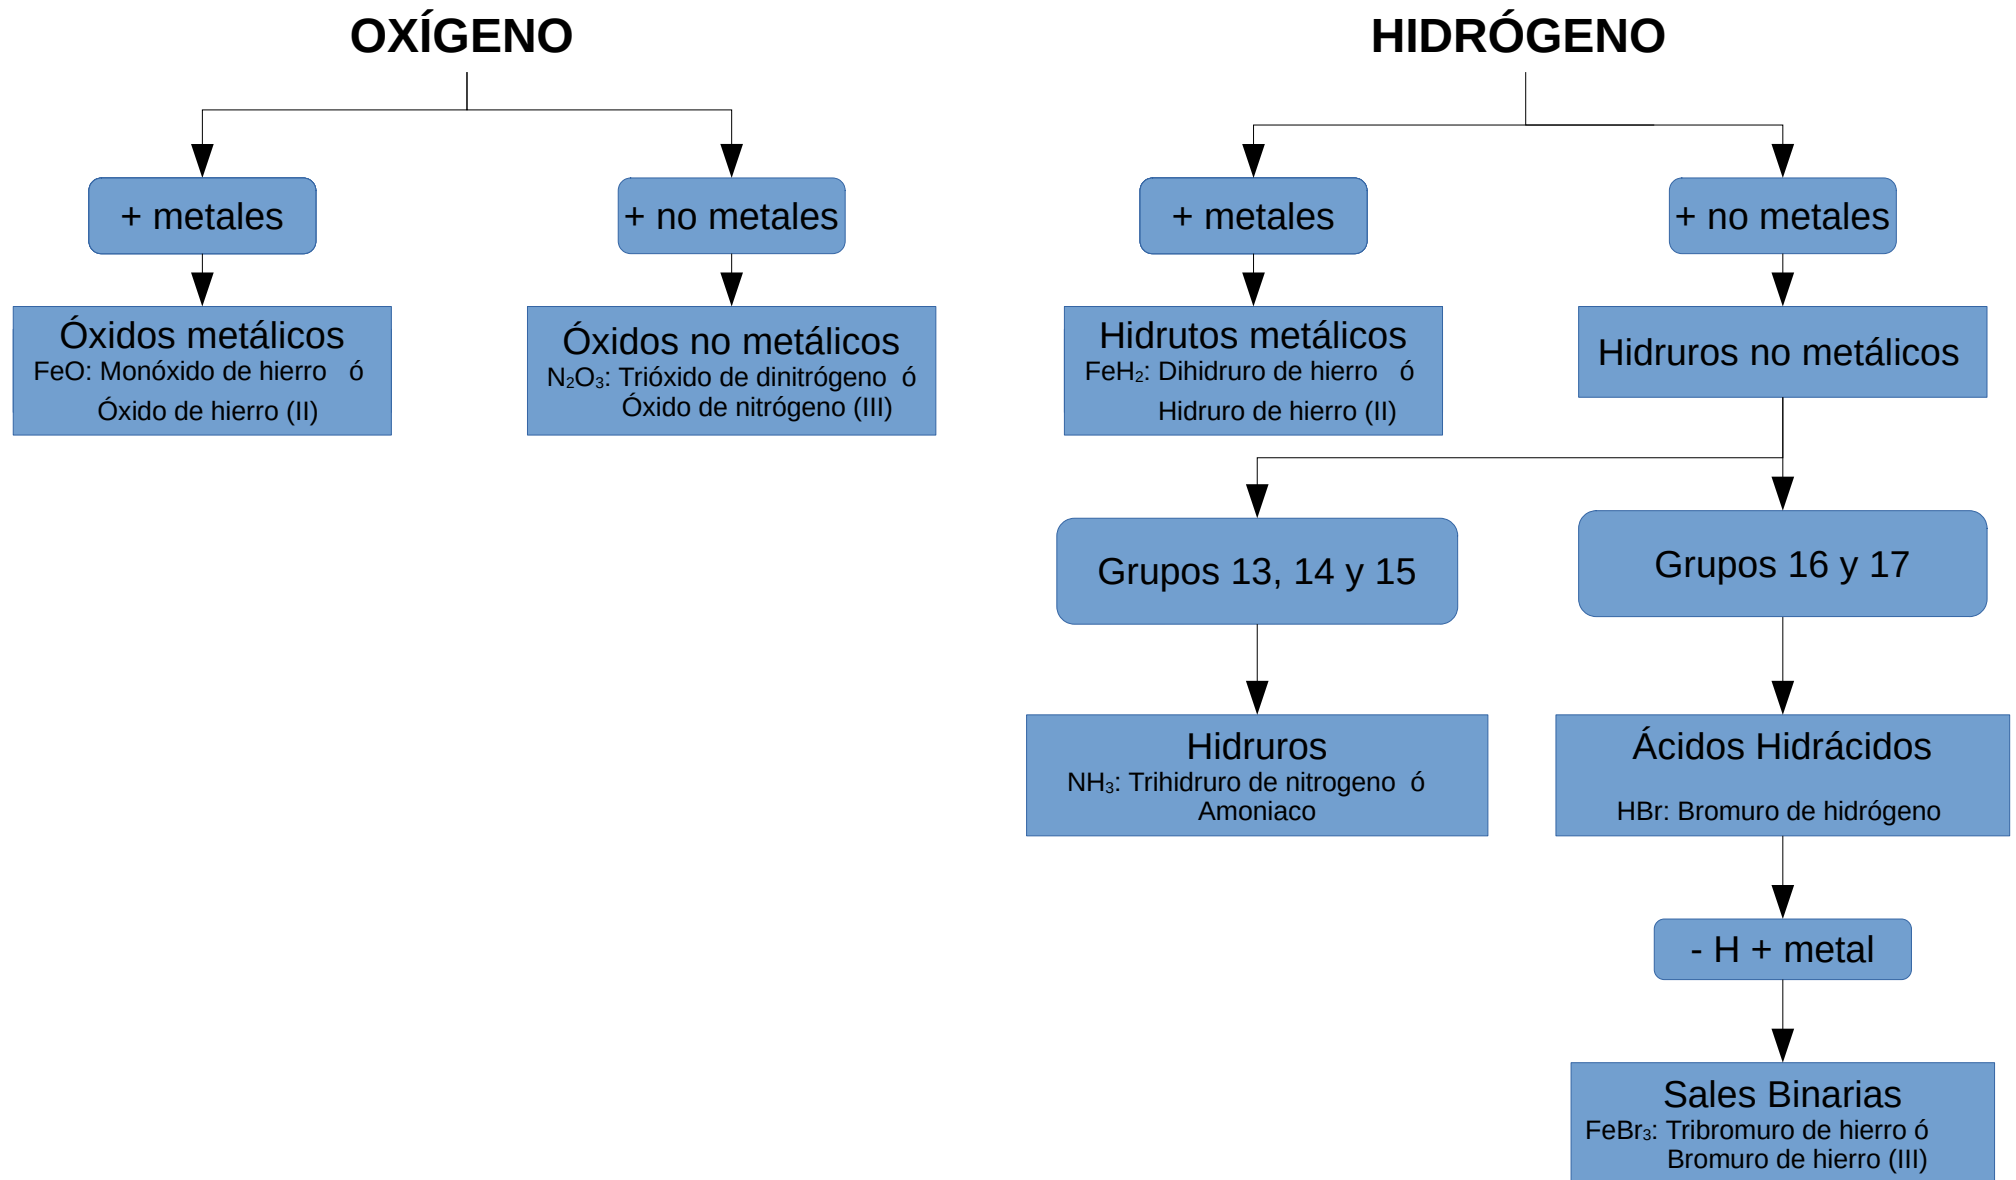 OXÍGENO
+ metales
+ no metales
Óxidos metálicos
FeO: Monóxido de hierro ó
Óxido de hierro (II)
Óxidos no metálicos
N₂O₃: Trióxido de dinitrógeno ó
Óxido de nitrógeno (III)
HIDRÓGENO
+ metales
+ no metales
Hidrutos metálicos
FeH₂: Dihidruro de hierro ó
Hidruro de hierro (II)
Hidruros no metálicos
Grupos 13, 14 y 15
Grupos 16 y 17
Hidruros
NH₃: Trihidruro de nitrogeno ó
Amoniaco
Ácidos Hidrácidos
HBr: Bromuro de hidrógeno
- H + metal
Sales Binarias
FeBr₃: Tribromuro de hierro ó
Bromuro de hierro (III)